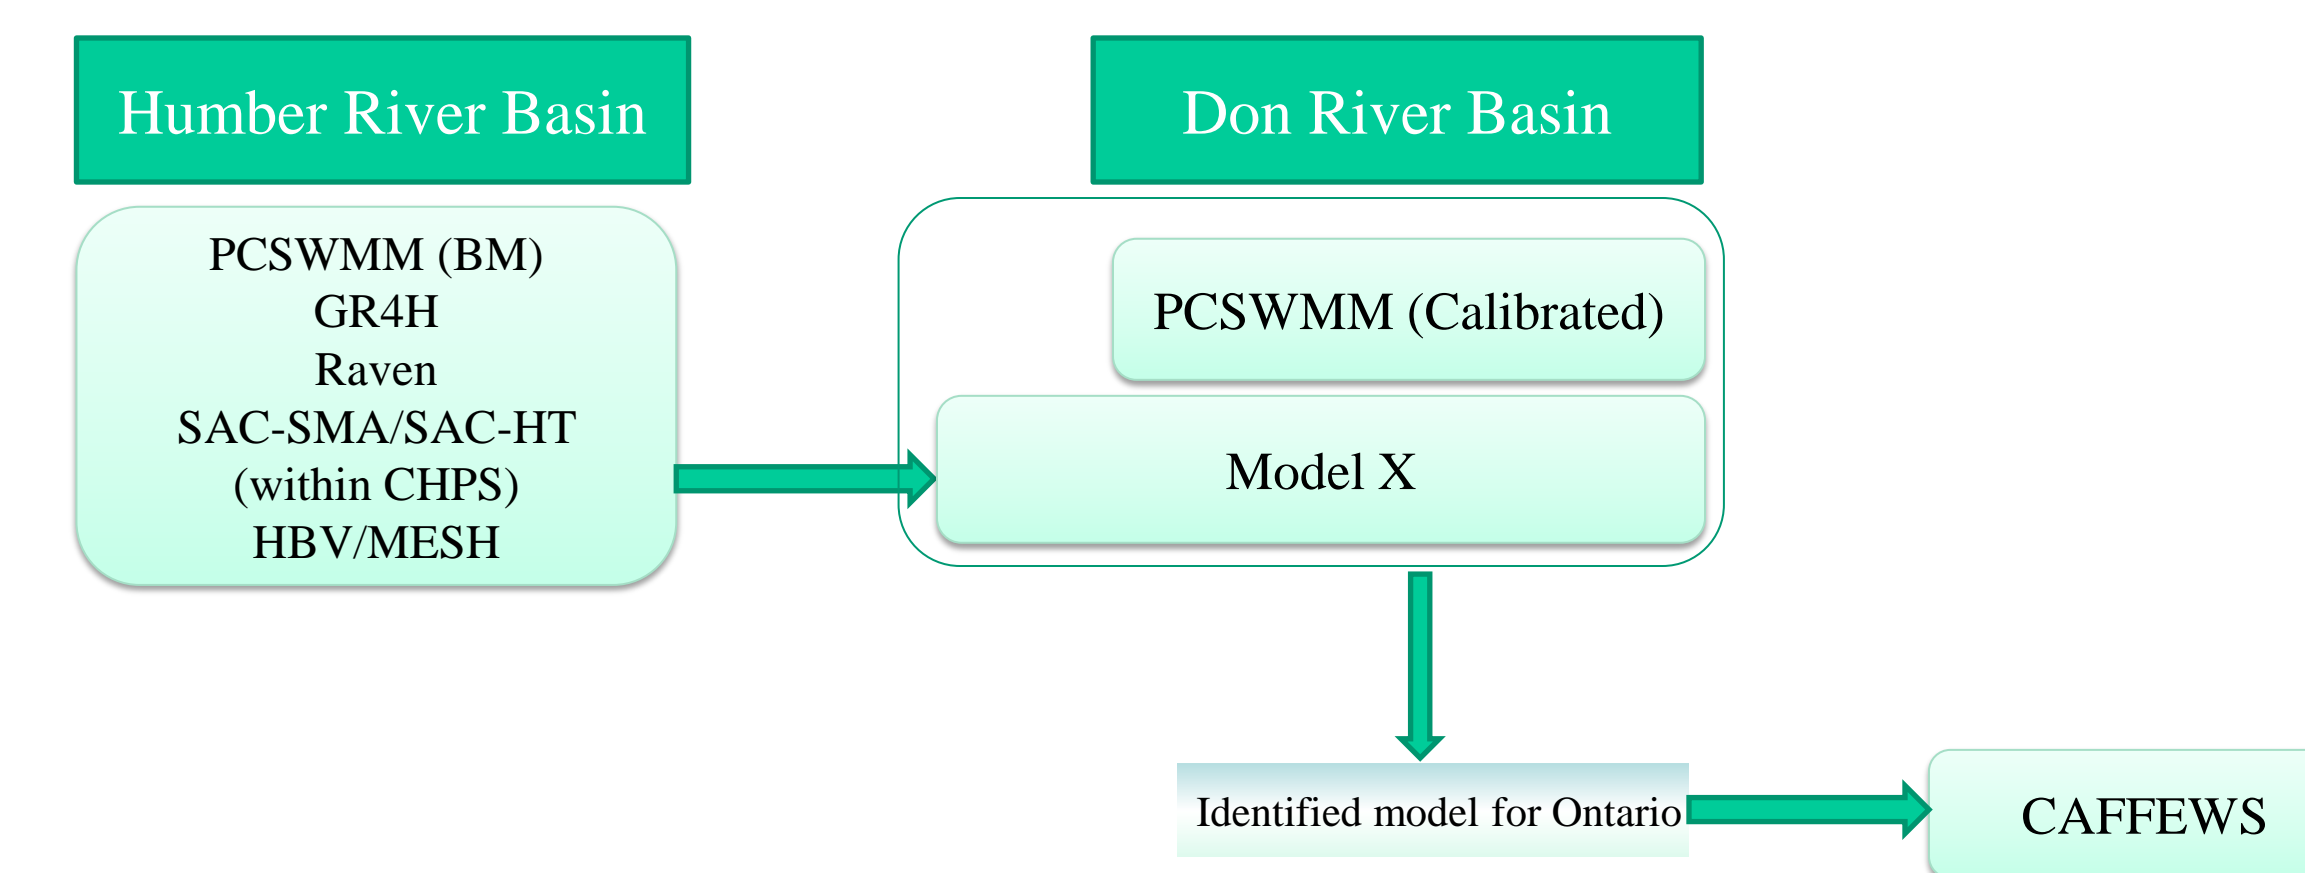 Humber River Basin
PCSWMM (BM)
GR4H
Raven
SAC-SMA/SAC-HT
(within CHPS)
HBV/MESH
Don River Basin
PCSWMM (Calibrated)
Model X
Identified model for Ontario
CAFFEWS